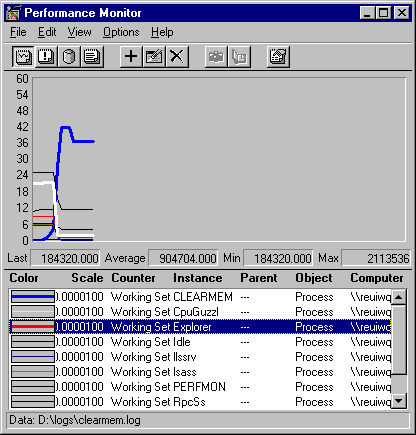 Performance Monitor
File Edit View Options Help
60
54
48
42
36
30
24
18
12
6
0
Last 184320.000 Average 904704.000 Min 184320.000 Max 2113536
Color Scale Counter Instance Parent Object Computer
0.0000100 Working Set CLEARMEM --- Process \\reuiwq
0.0000100 Working Set CpuGuzzl --- Process \\reuiwq
0.0000100 Working Set Explorer --- Process \\reuiwq
0.0000100 Working Set Idle --- Process \\reuiwq
0.0000100 Working Set llssrv --- Process \\reuiwq
0.0000100 Working Set lsass --- Process \\reuiwq
0.0000100 Working Set PERFMON --- Process \\reuiwq
0.0000100 Working Set RpcSs --- Process \\reuiwq
Data: D:\logs\clearmem.log